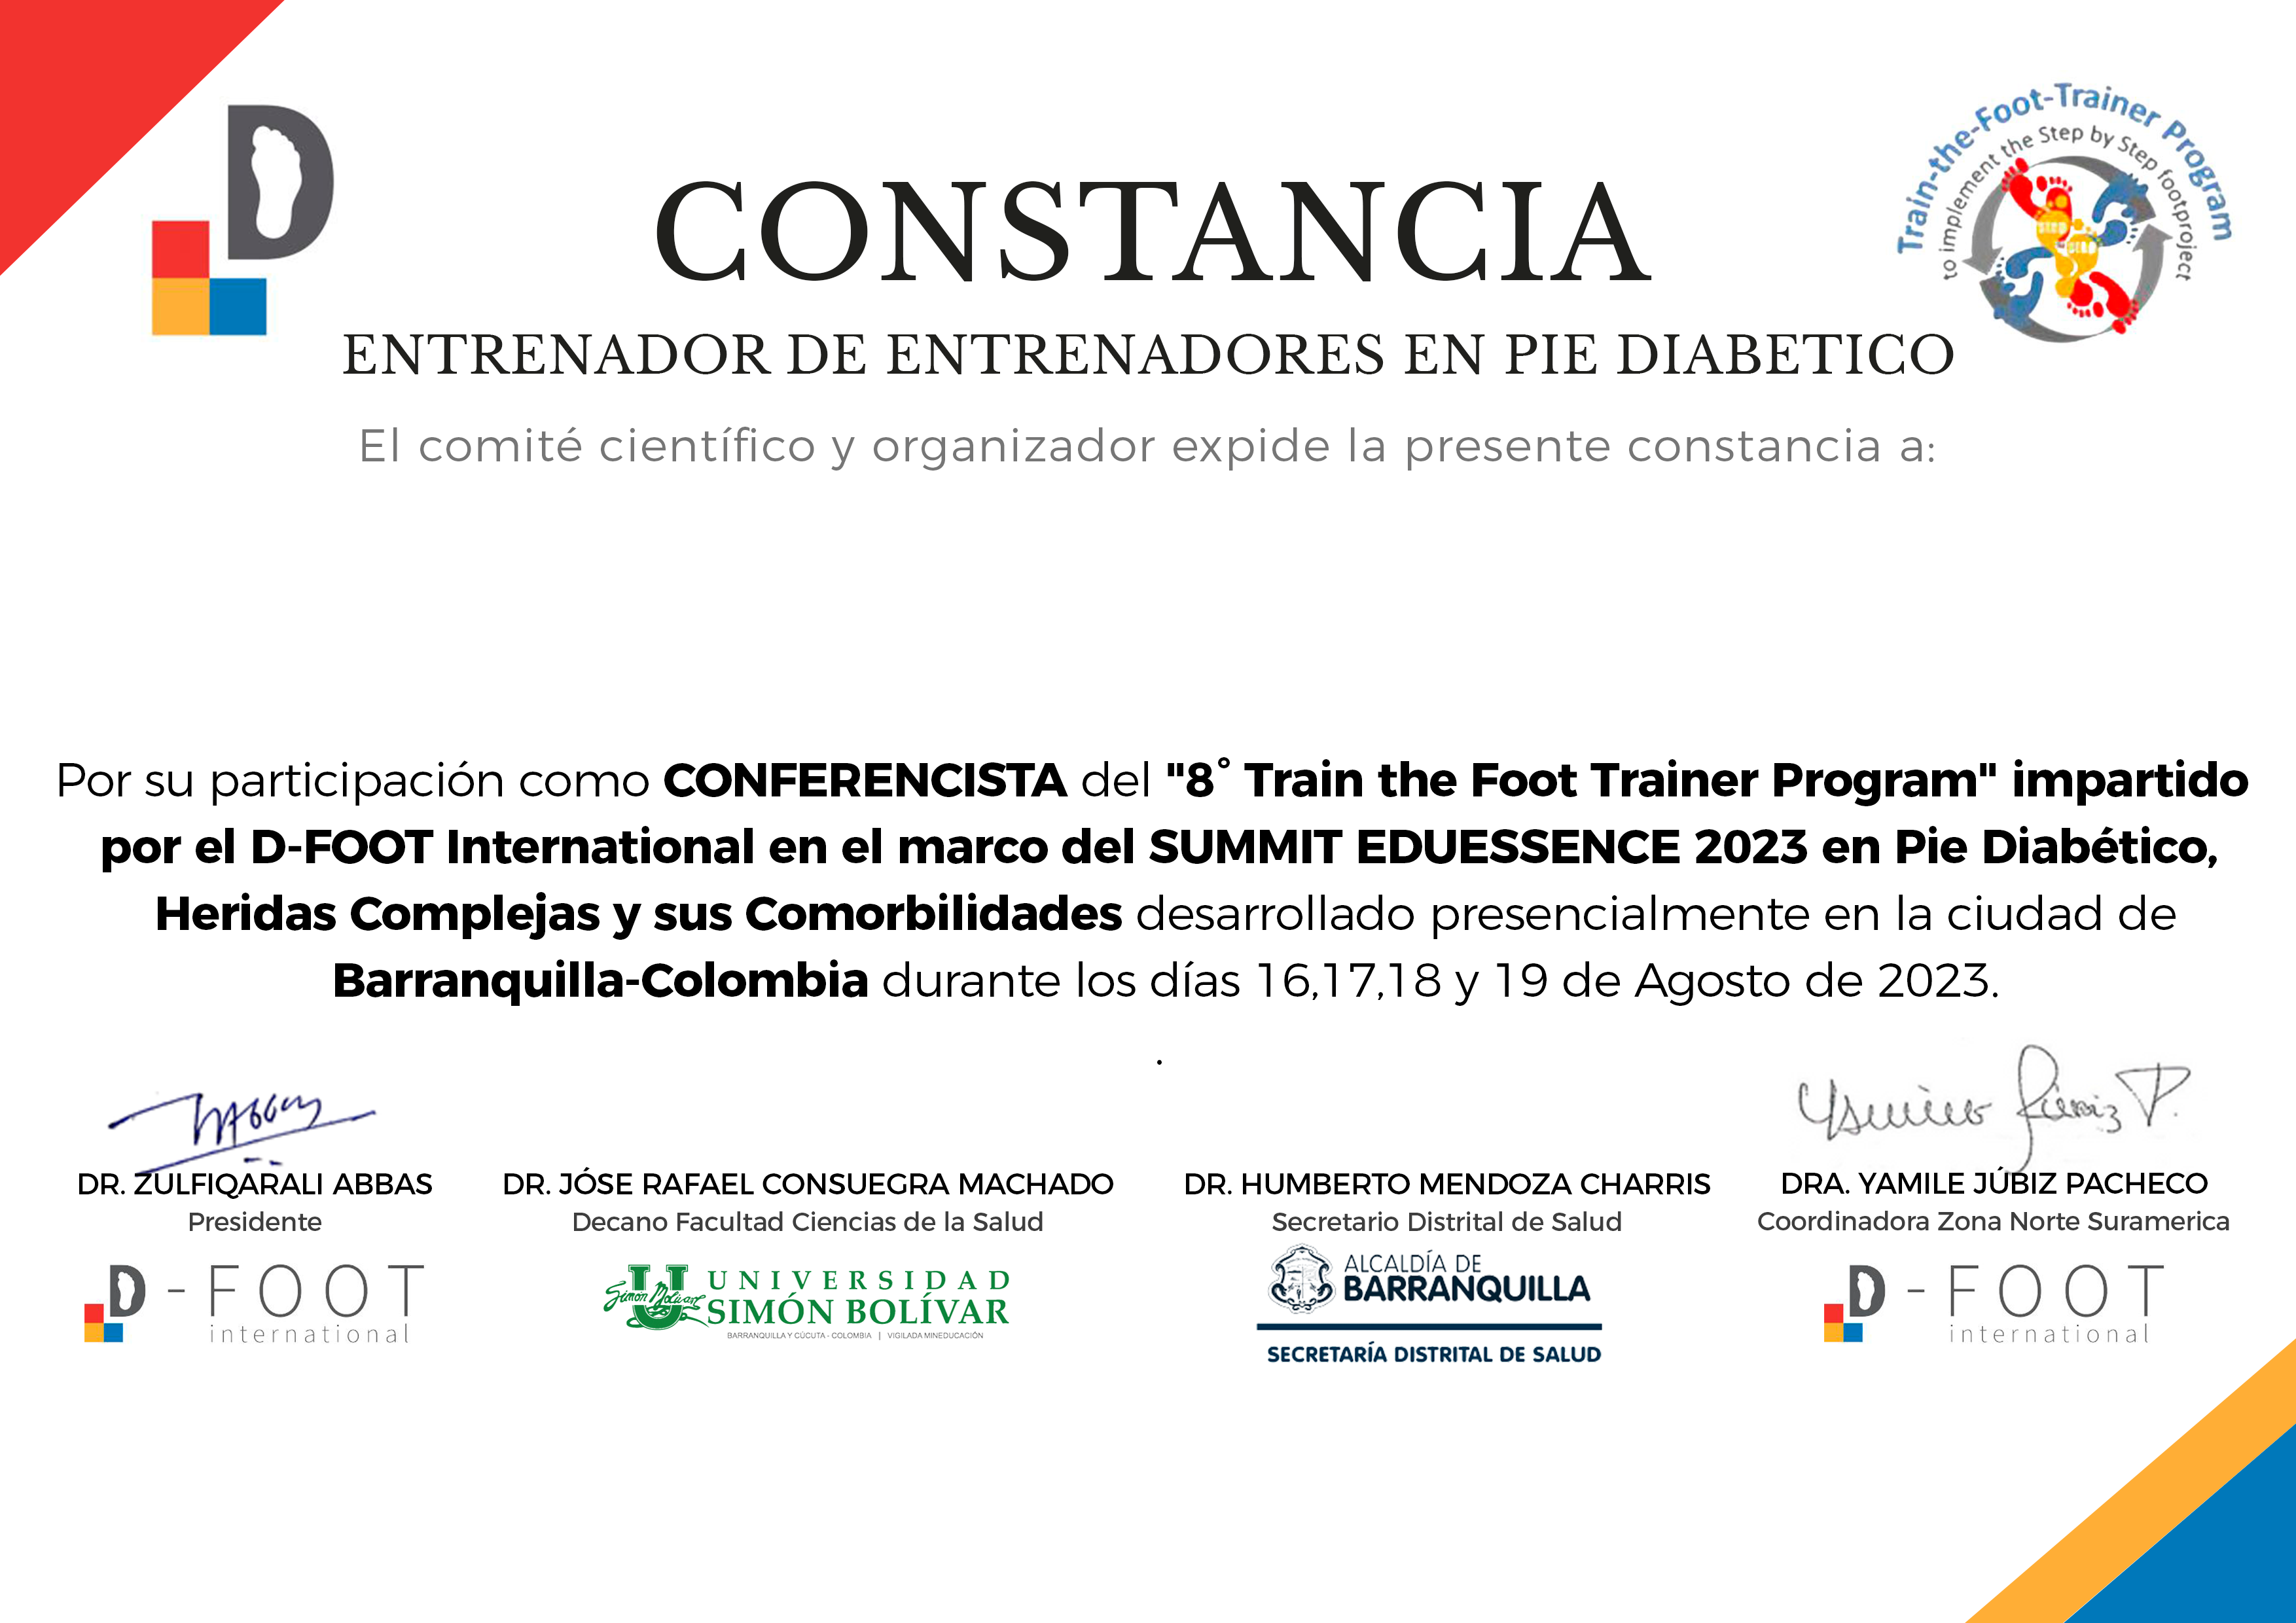 D
Train-the-Foot-Trainer Program
to implement the Step by Step footproject
step
step
CONSTANCIA
ENTRENADOR DE ENTRENADORES EN PIE DIABETICO
El comité científico y organizador expide la presente constancia a:
Por su participación como CONFERENCISTA del "8° Train the Foot Trainer Program" impartido
por el D-FOOT International en el marco del SUMMIT EDUESSENCE 2023 en Pie Diabético,
Heridas Complejas y sus Comorbilidades desarrollado presencialmente en la ciudad de
Barranquilla-Colombia durante los días 16,17,18 y 19 de Agosto de 2023.
.
DR. ZULFIQARALI ABBAS
Presidente
D-FOOT
international
DR. JÓSE RAFAEL CONSUEGRA MACHADO
Decano Facultad Ciencias de la Salud
Simón Bolívar
UNIVERSIDAD
SIMÓN BOLÍVAR
BARRANQUILLA Y CÚCUTA - COLOMBIA | VIGILADA MINEDUCACIÓN
DR. HUMBERTO MENDOZA CHARRIS
Secretario Distrital de Salud
ALCALDÍA DE
BARRANQUILLA
SECRETARÍA DISTRITAL DE SALUD
DRA. YAMILE JÚBIZ PACHECO
Coordinadora Zona Norte Suramerica
D-FOOT
international